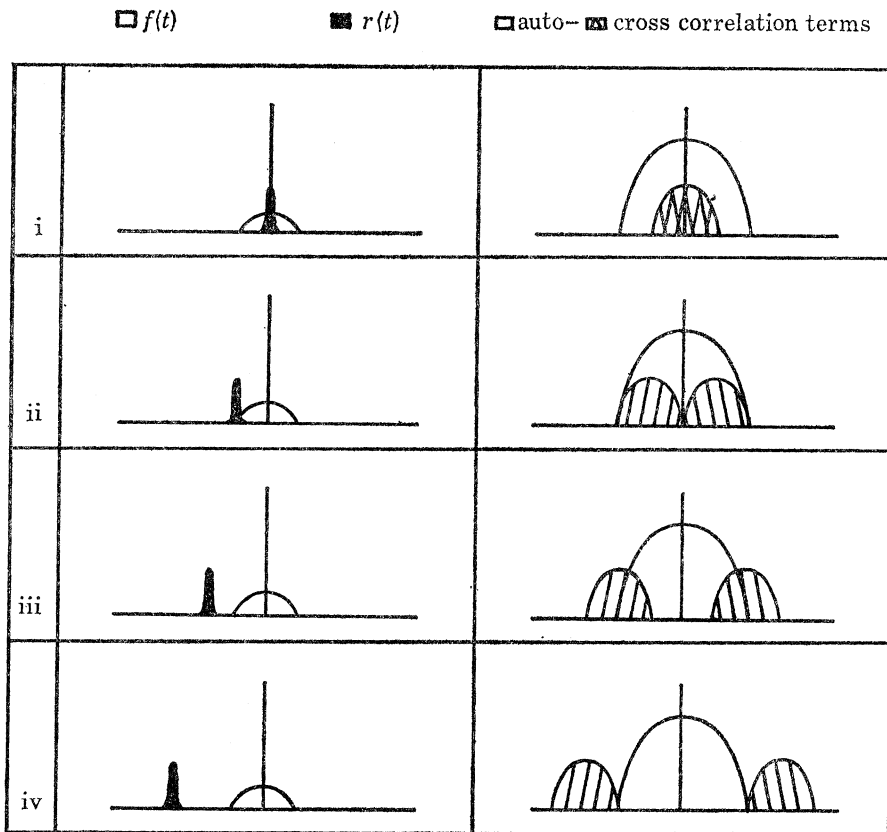 f(t) r(t) auto- cross correlation terms
i
ii
iii
iv